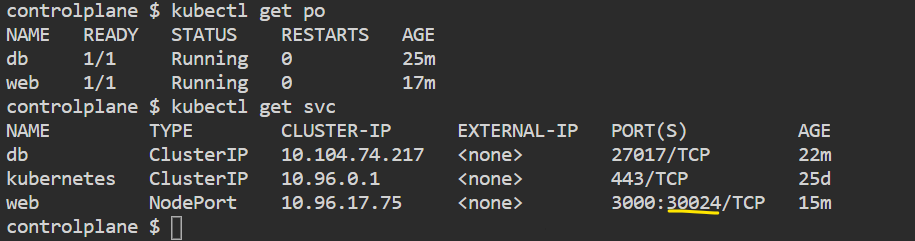 controlplane $ kubectl get po
NAME   READY   STATUS    RESTARTS   AGE
db     1/1     Running   0          25m
web    1/1     Running   0          17m
controlplane $ kubectl get svc
NAME         TYPE        CLUSTER-IP      EXTERNAL-IP   PORT(S)          AGE
db           ClusterIP   10.104.74.217   <none>        27017/TCP        22m
kubernetes   ClusterIP   10.96.0.1       <none>        443/TCP          25d
web          NodePort    10.96.17.75     <none>        3000:30024/TCP   15m
controlplane $